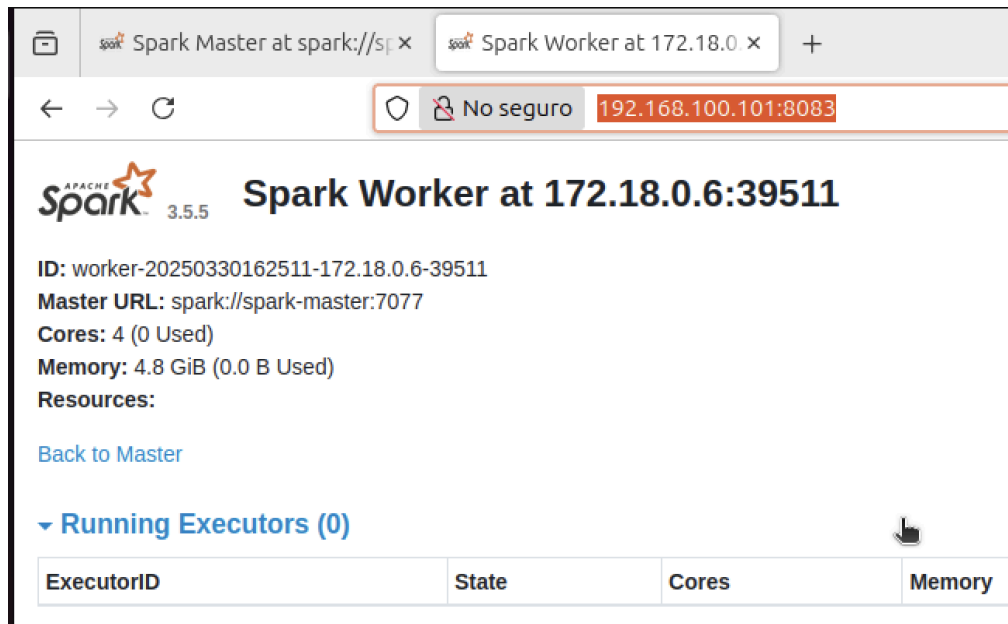 Spark Master at spark://sp
Spark Worker at 172.18.0.
No seguro 192.168.100.101:8083
APACHE
Spark 3.5.5 Spark Worker at 172.18.0.6:39511
ID: worker-20250330162511-172.18.0.6-39511
Master URL: spark://spark-master:7077
Cores: 4 (0 Used)
Memory: 4.8 GiB (0.0 B Used)
Resources:
Back to Master
Running Executors (0)
ExecutorID State Cores Memory